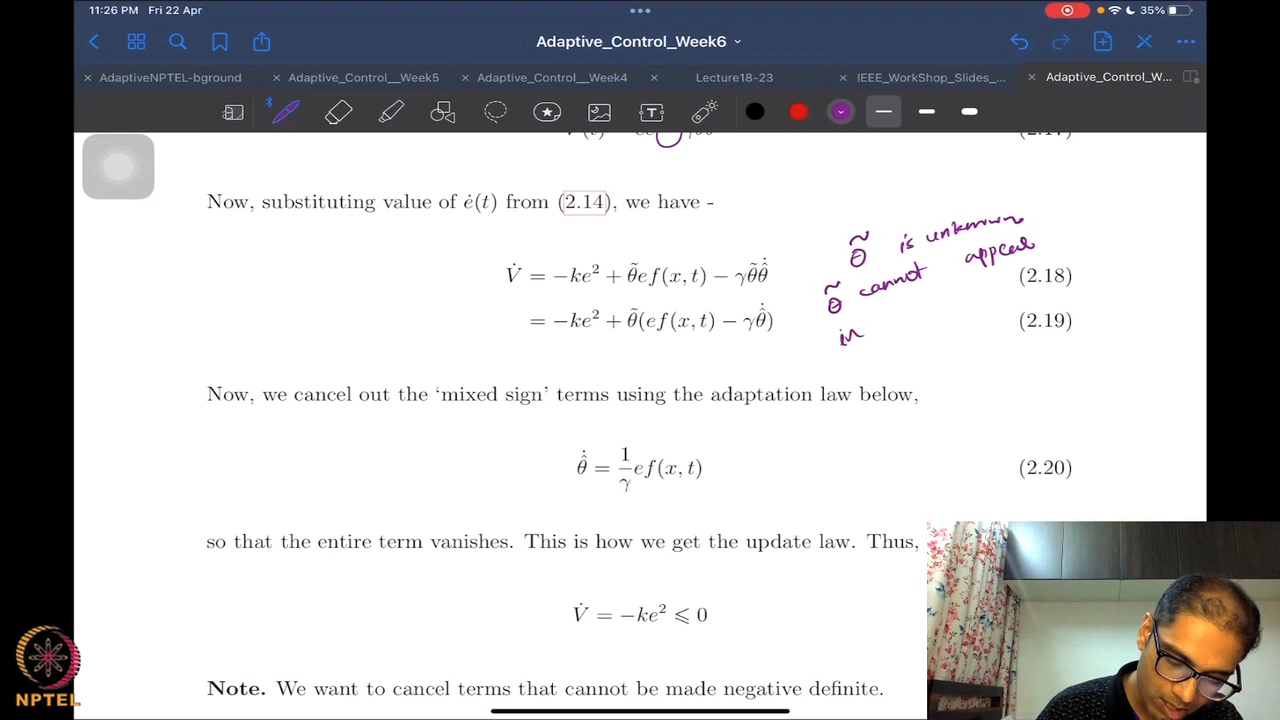 11:26 PM Fri 22 Apr
35%
Adaptive_Control_Week6
AdaptiveNPTEL-bground
Adaptive_Control__Week5
Adaptive_Control__Week4
Lecture18-23
IEEE_WorkShop_Slides_...
Adaptive_Control_W...
Now, substituting value of ė(t) from (2.14), we have -
V̇ = −ke² + θ̃ef(x, t) − γθ̃θ̂̇ (2.18)
= −ke² + θ̃(ef(x, t) − γθ̂̇) (2.19)
θ̃ is unknown
θ̃ cannot appear
in
Now, we cancel out the ‘mixed sign’ terms using the adaptation law below,
θ̂̇ = 1/γ ef(x, t) (2.20)
so that the entire term vanishes. This is how we get the update law. Thus,
V̇ = −ke² ⩽ 0
Note. We want to cancel terms that cannot be made negative definite.
NPTEL